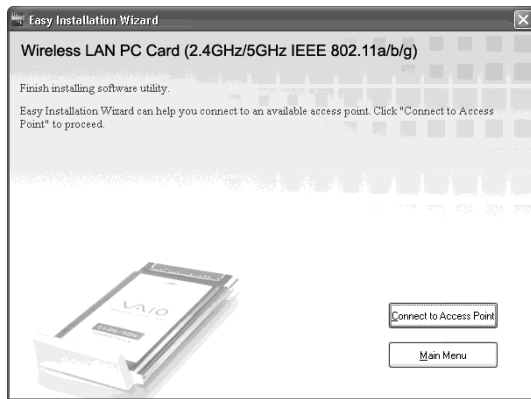 Easy Installation Wizard
Wireless LAN PC Card (2.4GHz/5GHz IEEE 802.11a/b/g)
Finish installing software utility.
Easy Installation Wizard can help you connect to an available access point. Click "Connect to Access
Point" to proceed.
VAIO
Connect to Access Point
Main Menu